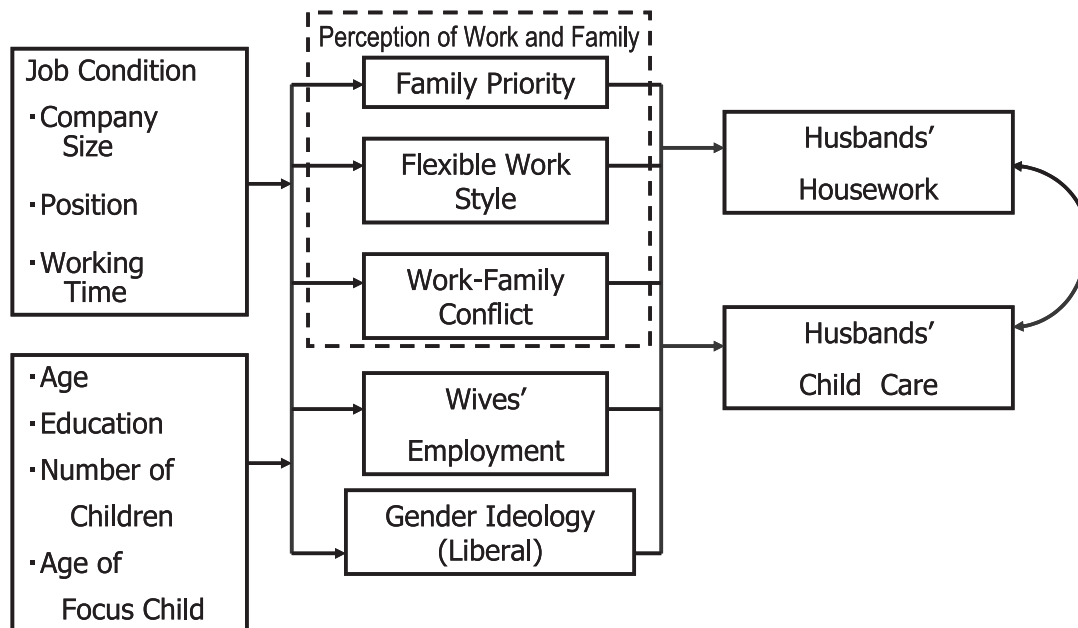 Job Condition
・Company
Size
・Position
・Working
Time
・Age
・Education
・Number of
Children
・Age of
Focus Child
Perception of Work and Family
Family Priority
Flexible Work
Style
Work-Family
Conflict
Wives’
Employment
Gender Ideology
(Liberal)
Husbands’
Housework
Husbands’
Child Care